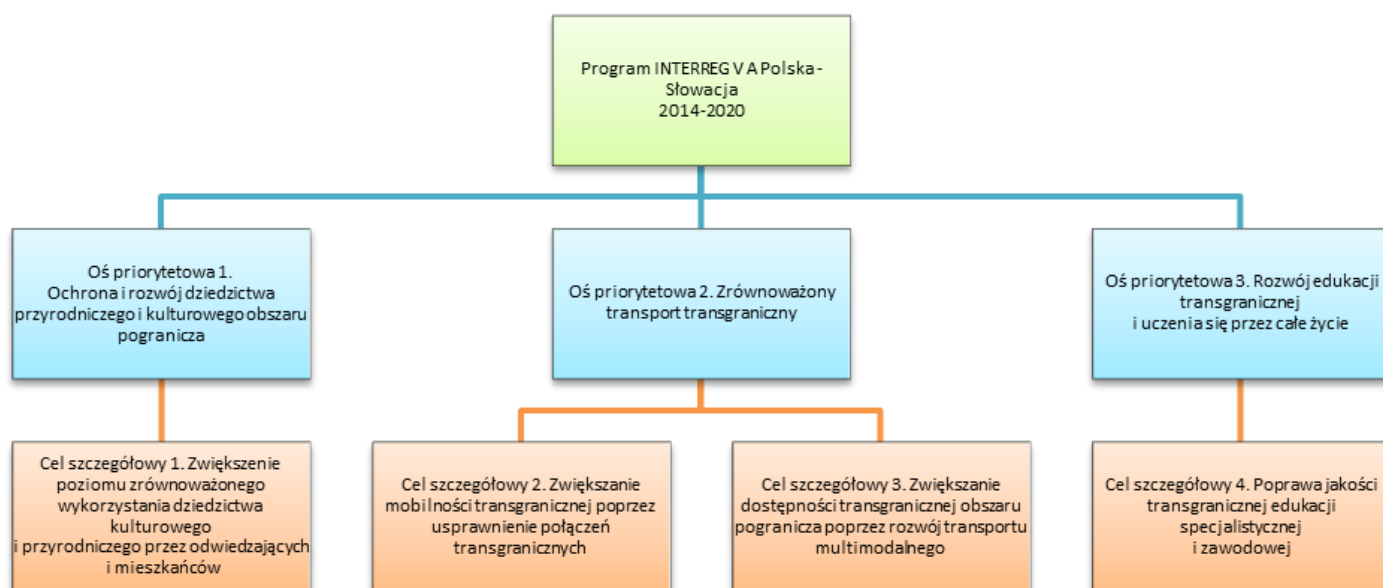 Program INTERREG V A Polska -
Słowacja
2014-2020
Oś priorytetowa 1.
Ochrona i rozwój dziedzictwa
przyrodniczego i kulturowego obszaru
pogranicza
Oś priorytetowa 2. Zrównoważony
transport transgraniczny
Oś priorytetowa 3. Rozwój edukacji
transgranicznej
i uczenia się przez całe życie
Cel szczegółowy 1. Zwiększenie
poziomu zrównoważonego
wykorzystania dziedzictwa
kulturowego
i przyrodniczego przez odwiedzających
i mieszkańców
Cel szczegółowy 2. Zwiększanie
mobilności transgranicznej poprzez
usprawnienie połączeń
transgranicznych
Cel szczegółowy 3. Zwiększanie
dostępności transgranicznej obszaru
pogranicza poprzez rozwój transportu
multimodalnego
Cel szczegółowy 4. Poprawa jakości
transgranicznej edukacji
specjalistycznej
i zawodowej